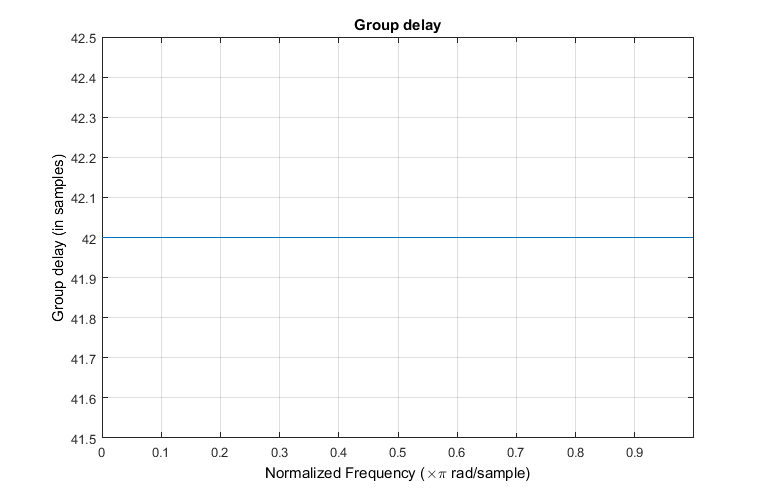 Group delay
42.5
42.4
42.3
42.2
42.1
42
41.9
41.8
41.7
41.6
41.5
Group delay (in samples)
0 0.1 0.2 0.3 0.4 0.5 0.6 0.7 0.8 0.9
Normalized Frequency (×π rad/sample)